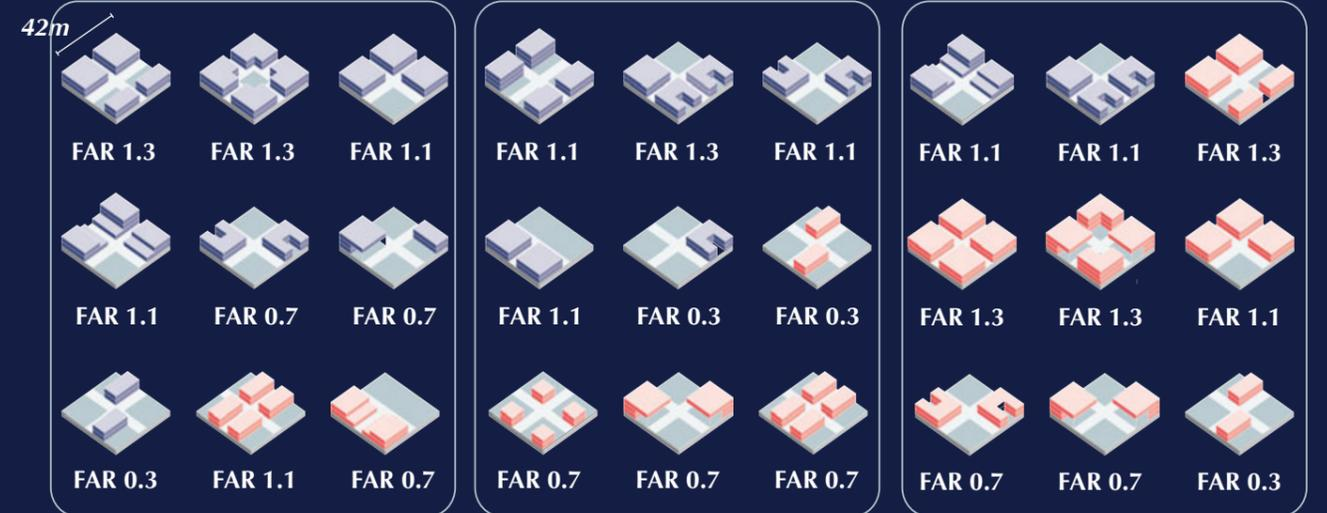 42m
FAR 1.3 FAR 1.3 FAR 1.1
FAR 1.1 FAR 1.3 FAR 1.1
FAR 1.1 FAR 1.1 FAR 1.3
FAR 1.1 FAR 0.7 FAR 0.7
FAR 1.1 FAR 0.3 FAR 0.3
FAR 1.3 FAR 1.3 FAR 1.1
FAR 0.3 FAR 1.1 FAR 0.7
FAR 0.7 FAR 0.7 FAR 0.7
FAR 0.7 FAR 0.7 FAR 0.3